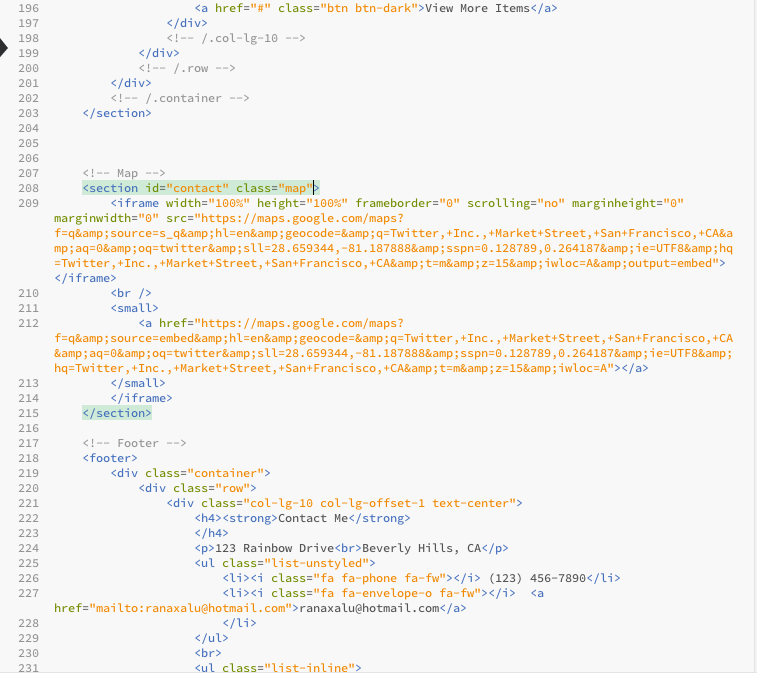 196 <a href="#" class="btn btn-dark">View More Items</a>
197 </div>
198 <!-- /.col-lg-10 -->
199 </div>
200 <!-- /.row -->
201 </div>
202 <!-- /.container -->
203 </section>
204
205
206
207 <!-- Map -->
208 <section id="contact" class="map">
209 <iframe width="100%" height="100%" frameborder="0" scrolling="no" marginheight="0"
marginwidth="0" src="https://maps.google.com/maps?
f=q&amp;source=s_q&amp;hl=en&amp;geocode=&amp;q=Twitter,+Inc.,+Market+Street,+San+Francisco,+CA&a
mp;aq=0&amp;oq=twitter&amp;sll=28.659344,-81.187888&amp;sspn=0.128789,0.264187&amp;ie=UTF8&amp;hq
=Twitter,+Inc.,+Market+Street,+San+Francisco,+CA&amp;t=m&amp;z=15&amp;iwloc=A&amp;output=embed">
</iframe>
210 <br />
211 <small>
212 <a href="https://maps.google.com/maps?
f=q&amp;source=embed&amp;hl=en&amp;geocode=&amp;q=Twitter,+Inc.,+Market+Street,+San+Francisco,+CA
&amp;aq=0&amp;oq=twitter&amp;sll=28.659344,-81.187888&amp;sspn=0.128789,0.264187&amp;ie=UTF8&amp;
hq=Twitter,+Inc.,+Market+Street,+San+Francisco,+CA&amp;t=m&amp;z=15&amp;iwloc=A"></a>
213 </small>
214 </iframe>
215 </section>
216
217 <!-- Footer -->
218 <footer>
219 <div class="container">
220 <div class="row">
221 <div class="col-lg-10 col-lg-offset-1 text-center">
222 <h4><strong>Contact Me</strong>
223 </h4>
224 <p>123 Rainbow Drive<br>Beverly Hills, CA</p>
225 <ul class="list-unstyled">
226 <li><i class="fa fa-phone fa-fw"></i> (123) 456-7890</li>
227 <li><i class="fa fa-envelope-o fa-fw"></i>  <a
href="mailto:ranaxalu@hotmail.com">ranaxalu@hotmail.com</a>
228 </li>
229 </ul>
230 <br>
231 <ul class="list-inline">